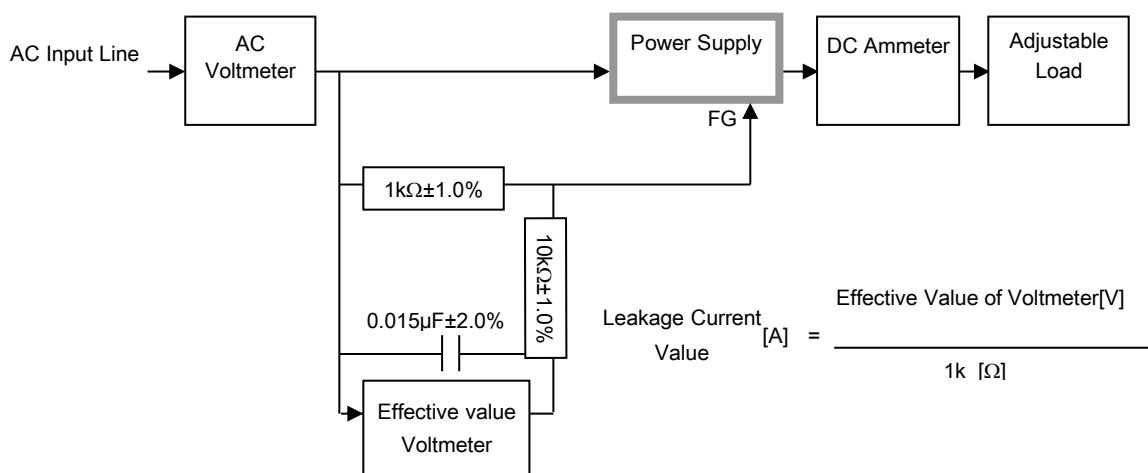 AC Input Line
AC
Voltmeter
Power Supply
DC Ammeter
Adjustable
Load
FG
1kΩ±1.0%
10kΩ±1.0%
0.015µF±2.0%
Effective value
Voltmeter
Leakage Current
Value
[A] =
Effective Value of Voltmeter[V]
1k [Ω]